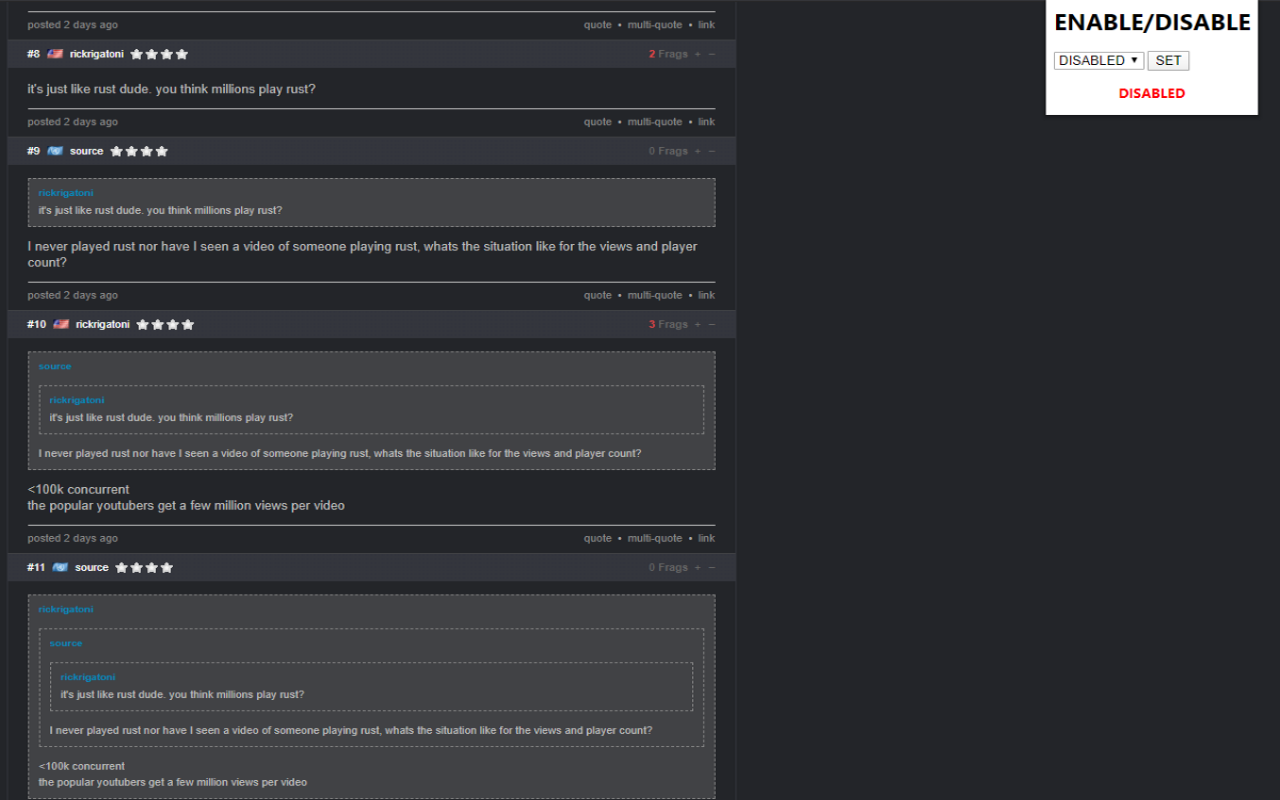 posted 2 days ago quote • multi-quote • link
#8 rickrigatoni 2 Frags + –
it's just like rust dude. you think millions play rust?
posted 2 days ago quote • multi-quote • link
#9 source 0 Frags + –
rickrigatoni
it's just like rust dude. you think millions play rust?
I never played rust nor have I seen a video of someone playing rust, whats the situation like for the views and player
count?
posted 2 days ago quote • multi-quote • link
#10 rickrigatoni 3 Frags + –
source
rickrigatoni
it's just like rust dude. you think millions play rust?
I never played rust nor have I seen a video of someone playing rust, whats the situation like for the views and player count?
<100k concurrent
the popular youtubers get a few million views per video
posted 2 days ago quote • multi-quote • link
#11 source 0 Frags + –
rickrigatoni
source
rickrigatoni
it's just like rust dude. you think millions play rust?
I never played rust nor have I seen a video of someone playing rust, whats the situation like for the views and player count?
<100k concurrent
the popular youtubers get a few million views per video
ENABLE/DISABLE
DISABLED SET
DISABLED